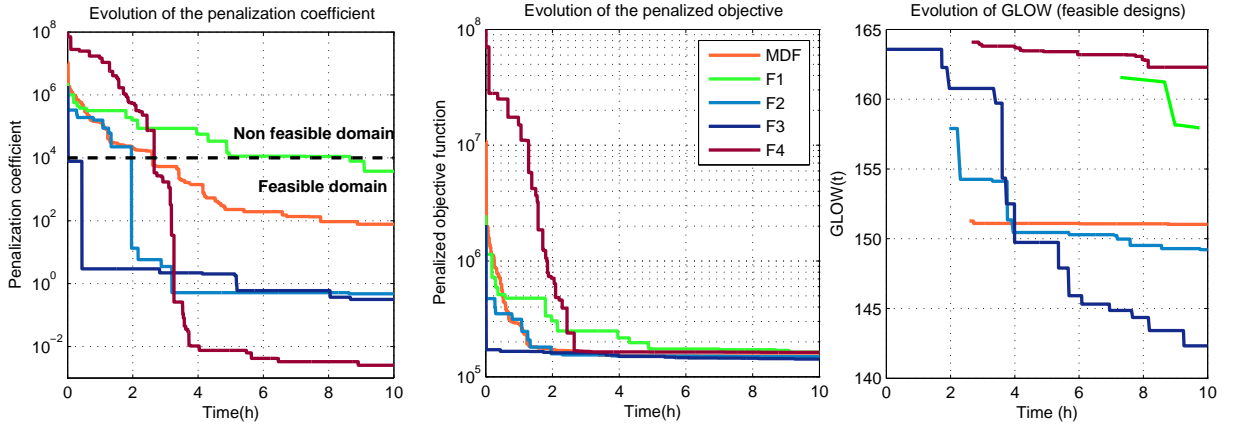 Evolution of the penalization coefficient
Penalization coefficient
10^8
10^6
10^4
10^2
10^0
10^-2
Non feasible domain
Feasible domain
0 2 4 6 8 10
Time(h)
Evolution of the penalized objective
Penalized objective function
10^8
10^7
10^6
10^5
MDF
F1
F2
F3
F4
0 2 4 6 8 10
Time(h)
Evolution of GLOW (feasible designs)
GLOW(t)
165
160
155
150
145
140
0 2 4 6 8 10
Time (h)